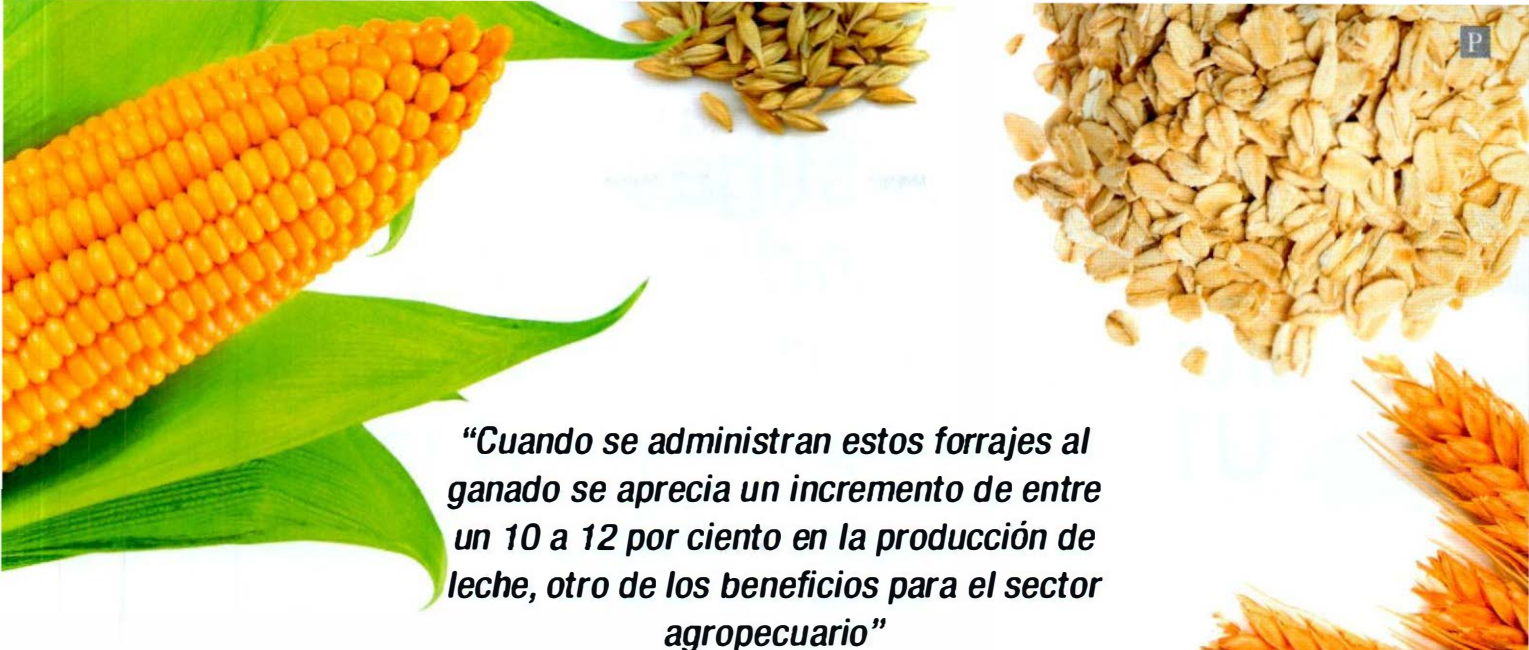 P
“Cuando se administran estos forrajes al
ganado se aprecia un incremento de entre
un 10 a 12 por ciento en la producción de
leche, otro de los beneficios para el sector
agropecuario”